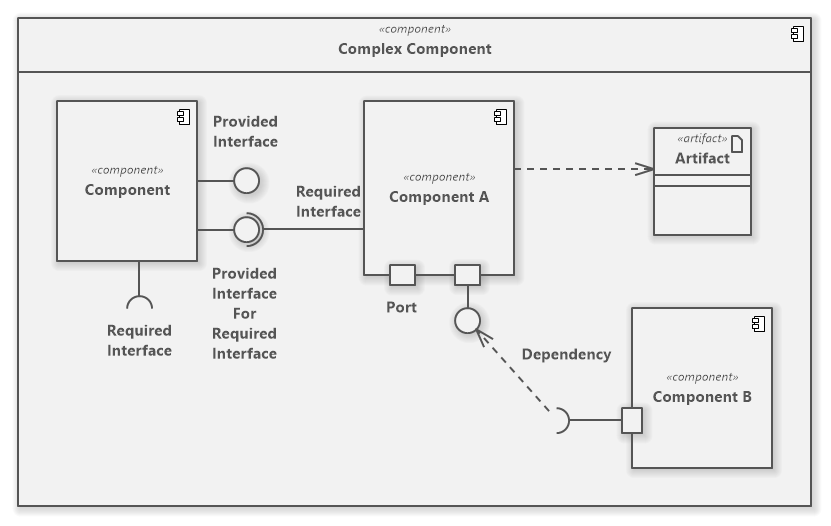 «component»
Complex Component
Provided
Interface
«component»
Component
Required
Interface
«component»
Component A
«artifact»
Artifact
Provided
Interface
For
Required
Interface
Required
Interface
Port
Dependency
«component»
Component B